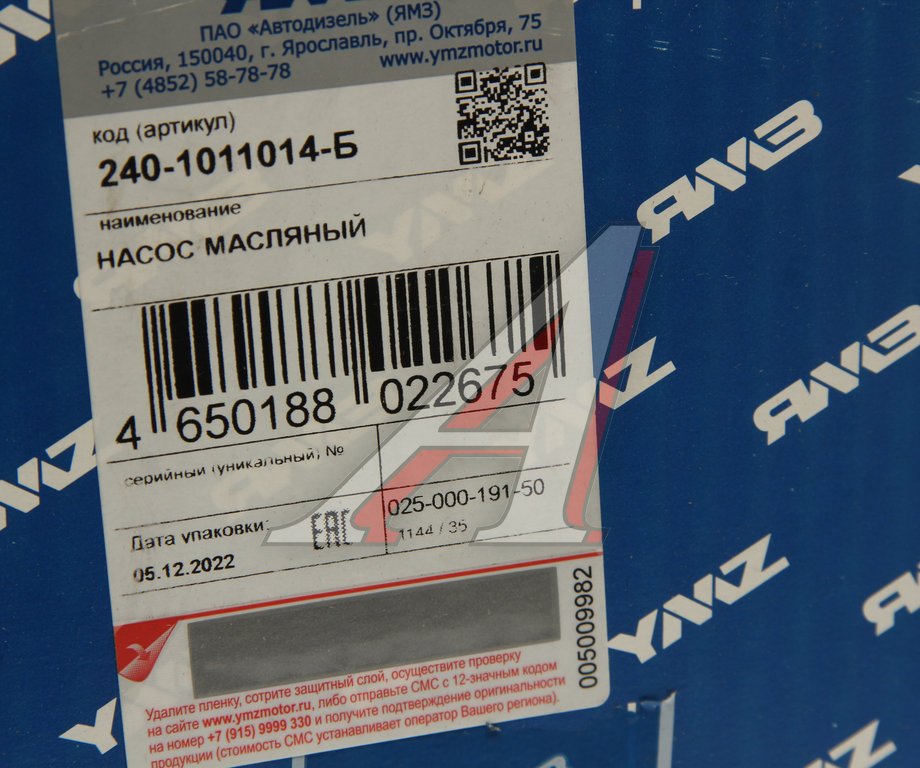 ПАО «Автодизель» (ЯМЗ)
Россия, 150040, г. Ярославль, пр. Октября, 75
+7 (4852) 58-78-78
www.ymzmotor.ru
код (артикул)
240-1011014-Б
наименование
НАСОС МАСЛЯНЫЙ
4 650188 022675
серийный (уникальный) №
Дата упаковки:
05.12.2022
EAC
025-000-191-50
1144 / 35
005009982
Удалите пленку, сотрите защитный слой, осуществите проверку
на сайте www.ymzmotor.ru, либо отправьте СМС с 12-значным кодом
на номер +7 (915) 9999 330 и получите подтверждение оригинальности
продукции (стоимость СМС устанавливает оператор Вашего региона).
ЯМЗ
YMZ
ЯМЗ
YMZ
YMZ
YMZ